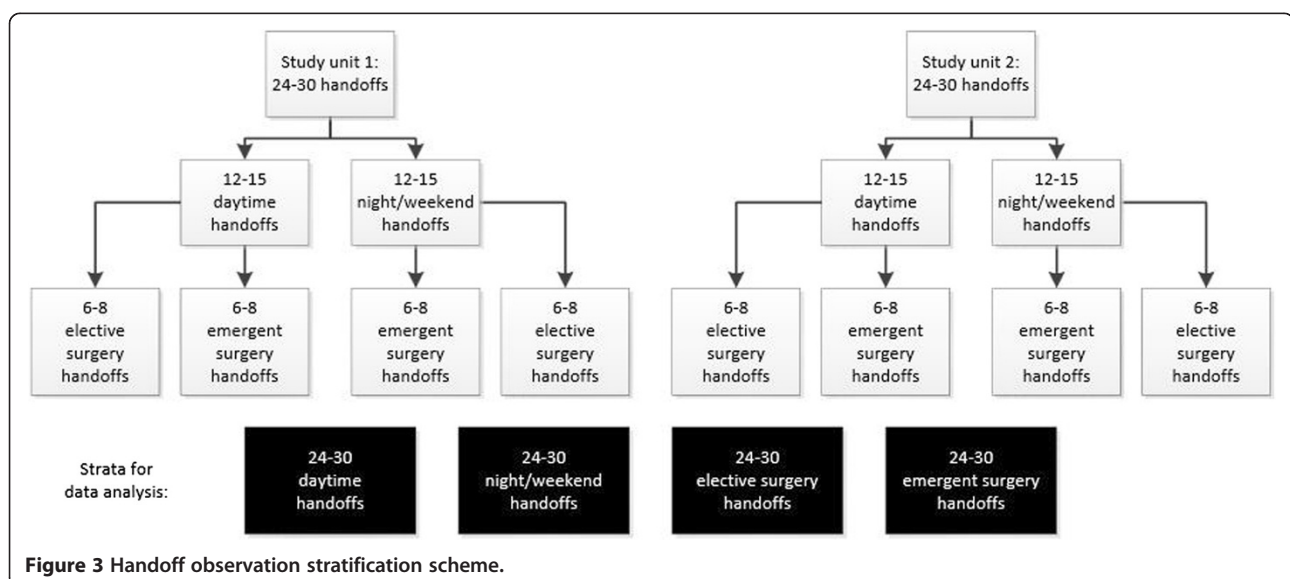 Study unit 1:
24-30 handoffs
Study unit 2:
24-30 handoffs
12-15
daytime
handoffs
12-15
night/weekend
handoffs
12-15
daytime
handoffs
12-15
night/weekend
handoffs
6-8
elective
surgery
handoffs
6-8
emergent
surgery
handoffs
6-8
emergent
surgery
handoffs
6-8
elective
surgery
handoffs
6-8
elective
surgery
handoffs
6-8
emergent
surgery
handoffs
6-8
emergent
surgery
handoffs
6-8
elective
surgery
handoffs
Strata for
data analysis:
24-30
daytime
handoffs
24-30
night/weekend
handoffs
24-30
elective surgery
handoffs
24-30
emergent surgery
handoffs
Figure 3 Handoff observation stratification scheme.